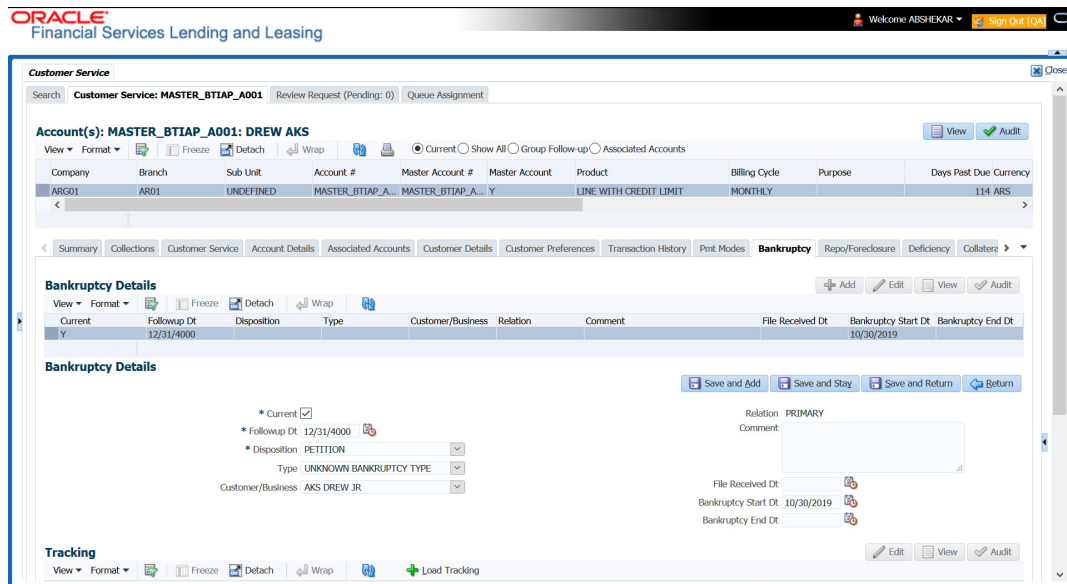 ORACLE®
Financial Services Lending and Leasing
Welcome ABSHEKAR
Sign Out [QA]
Customer Service
Close
Search
Customer Service: MASTER_BTIAP_A001
Review Request (Pending: 0)
Queue Assignment
Account(s): MASTER_BTIAP_A001: DREW AKS
View
Audit
View Format Freeze Detach Wrap Current Show All Group Follow-up Associated Accounts
Company Branch Sub Unit Account # Master Account # Master Account Product Billing Cycle Purpose Days Past Due Currency
ARG01 AR01 UNDEFINED MASTER_BTIAP_A... MASTER_BTIAP_A... Y LINE WITH CREDIT LIMIT MONTHLY 114 ARS
Summary Collections Customer Service Account Details Associated Accounts Customer Details Customer Preferences Transaction History Pmt Modes Bankruptcy Repo/Foreclosure Deficiency Collatera
Bankruptcy Details
Add Edit View Audit
View Format Freeze Detach Wrap
Current Followup Dt Disposition Type Customer/Business Relation Comment File Received Dt Bankruptcy Start Dt Bankruptcy End Dt
Y 12/31/4000 10/30/2019
Bankruptcy Details
Save and Add Save and Stay Save and Return Return
* Current
* Followup Dt 12/31/4000
* Disposition PETITION
Type UNKNOWN BANKRUPTCY TYPE
Customer/Business AKS DREW JR
Relation PRIMARY
Comment
File Received Dt
Bankruptcy Start Dt 10/30/2019
Bankruptcy End Dt
Tracking
Edit View Audit
View Format Freeze Detach Wrap Load Tracking